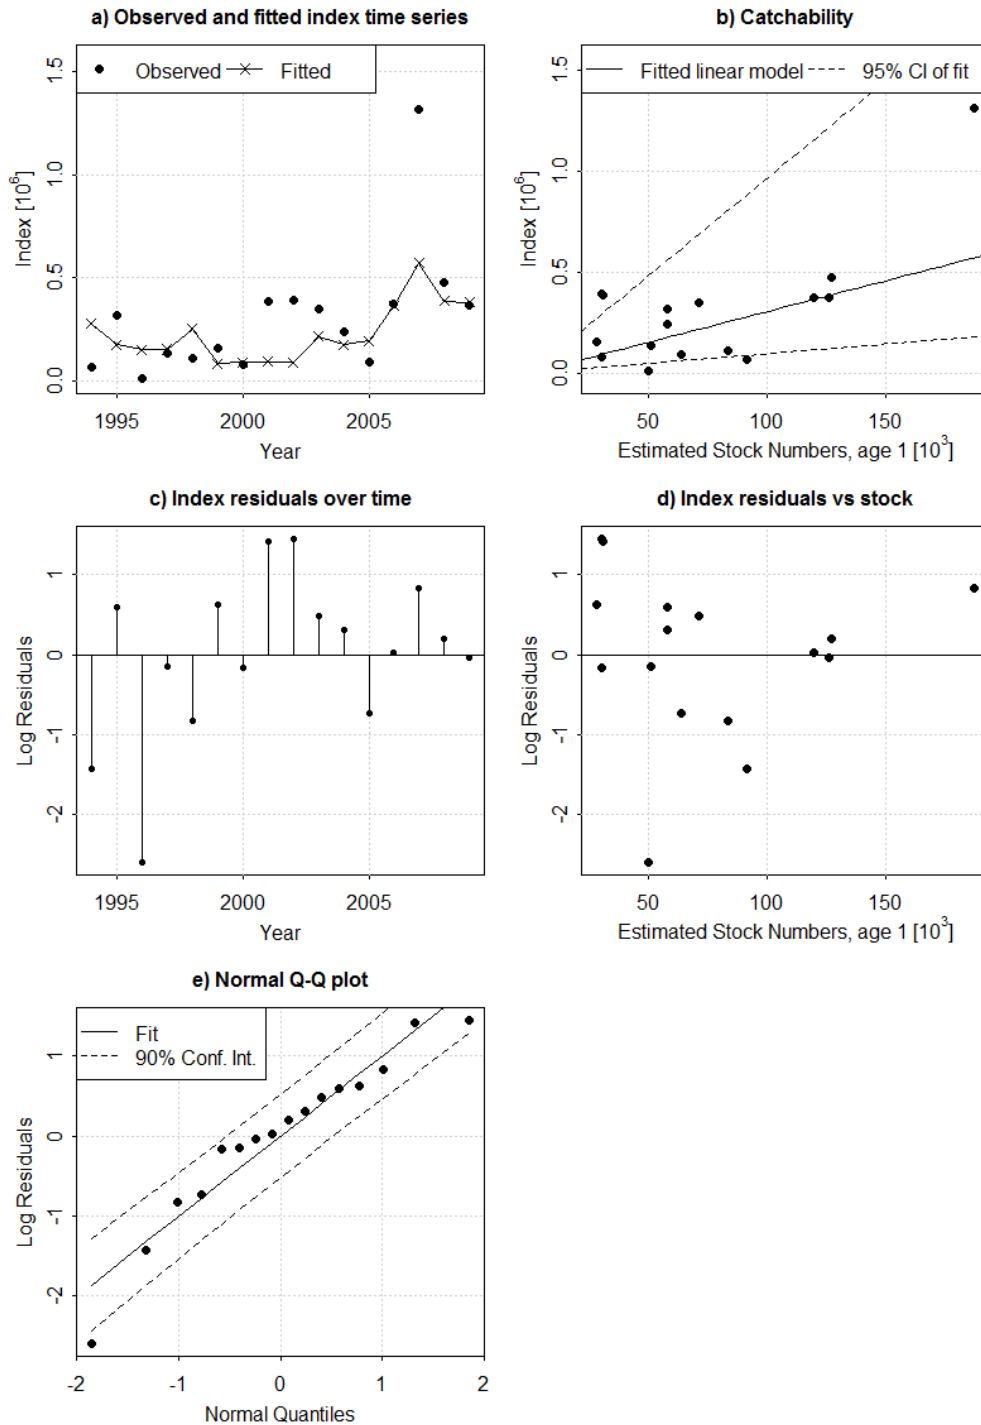 a) Observed and fitted index time series
Observed Fitted
Index [10^6]
0.0 0.5 1.0 1.5
1995 2000 2005
Year
b) Catchability
Fitted linear model 95% CI of fit
Index [10^6]
0.0 0.5 1.0 1.5
50 100 150
Estimated Stock Numbers, age 1 [10^3]
c) Index residuals over time
Log Residuals
-2 -1 0 1
1995 2000 2005
Year
d) Index residuals vs stock
Log Residuals
-2 -1 0 1
50 100 150
Estimated Stock Numbers, age 1 [10^3]
e) Normal Q-Q plot
Fit
90% Conf. Int.
Log Residuals
-2 -1 0 1
-2 -1 0 1 2
Normal Quantiles